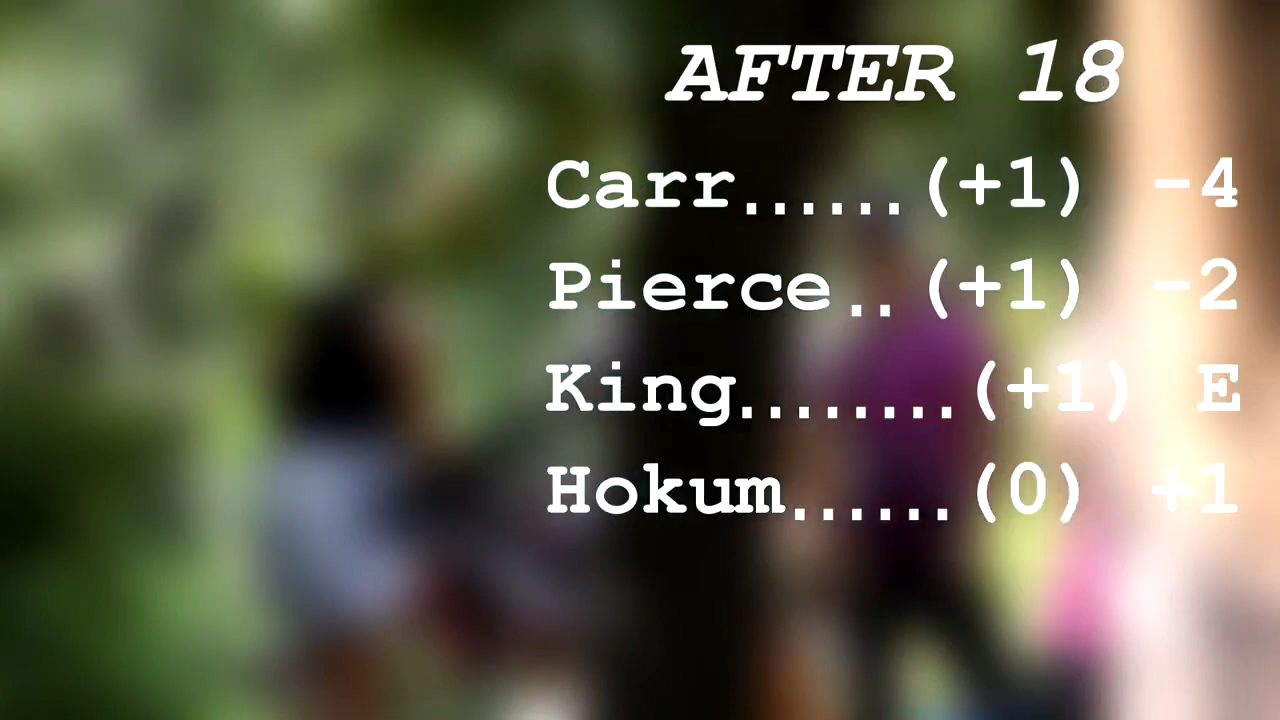 AFTER 18
Carr......(+1) -4
Pierce..(+1) -2
King.........(+1) E
Hokum.......(0) +1